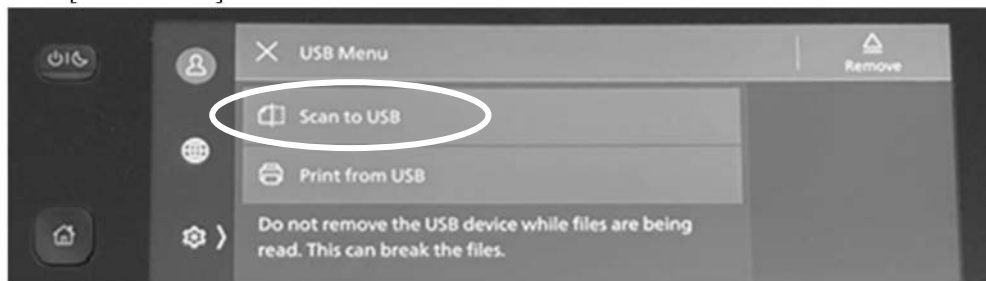 USB Menu
Remove
Scan to USB
Print from USB
Do not remove the USB device while files are being
read. This can break the files.